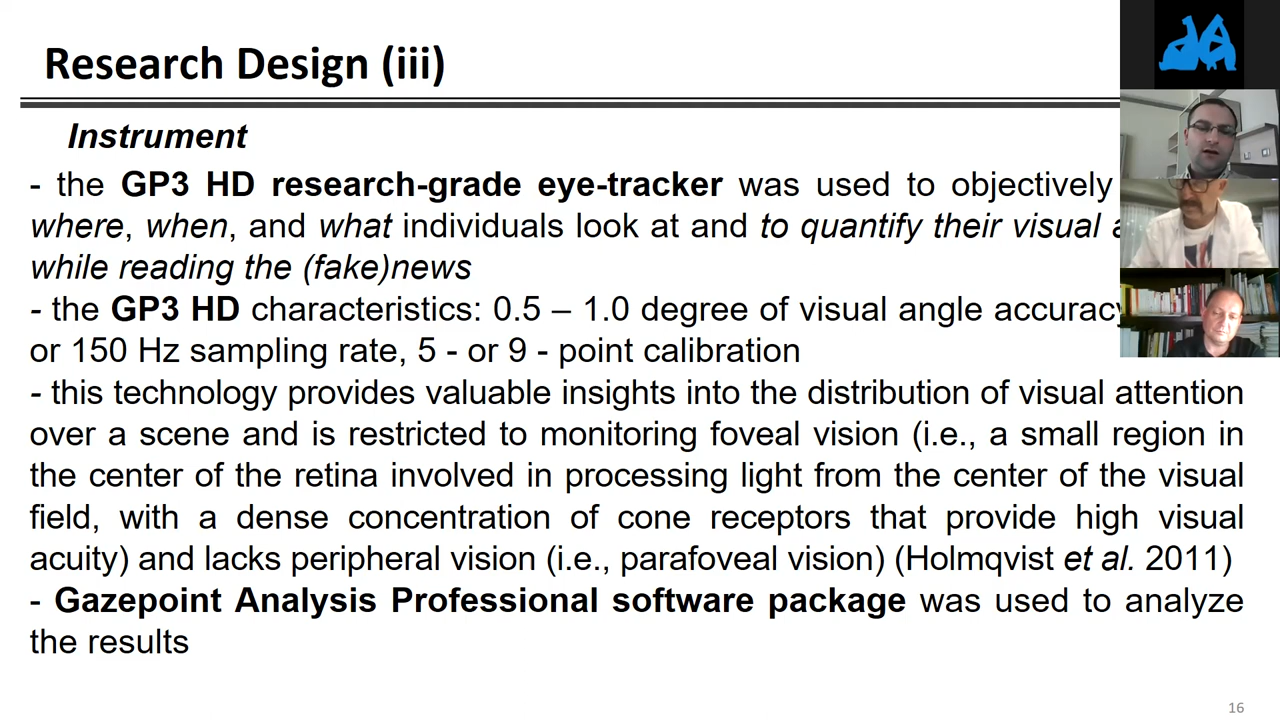 Research Design (iii)
Instrument
- the GP3 HD research-grade eye-tracker was used to objectively
where, when, and what individuals look at and to quantify their visual
while reading the (fake)news
- the GP3 HD characteristics: 0.5 – 1.0 degree of visual angle accuracy
or 150 Hz sampling rate, 5 - or 9 - point calibration
- this technology provides valuable insights into the distribution of visual attention
over a scene and is restricted to monitoring foveal vision (i.e., a small region in
the center of the retina involved in processing light from the center of the visual
field, with a dense concentration of cone receptors that provide high visual
acuity) and lacks peripheral vision (i.e., parafoveal vision) (Holmqvist et al. 2011)
- Gazepoint Analysis Professional software package was used to analyze
the results
16